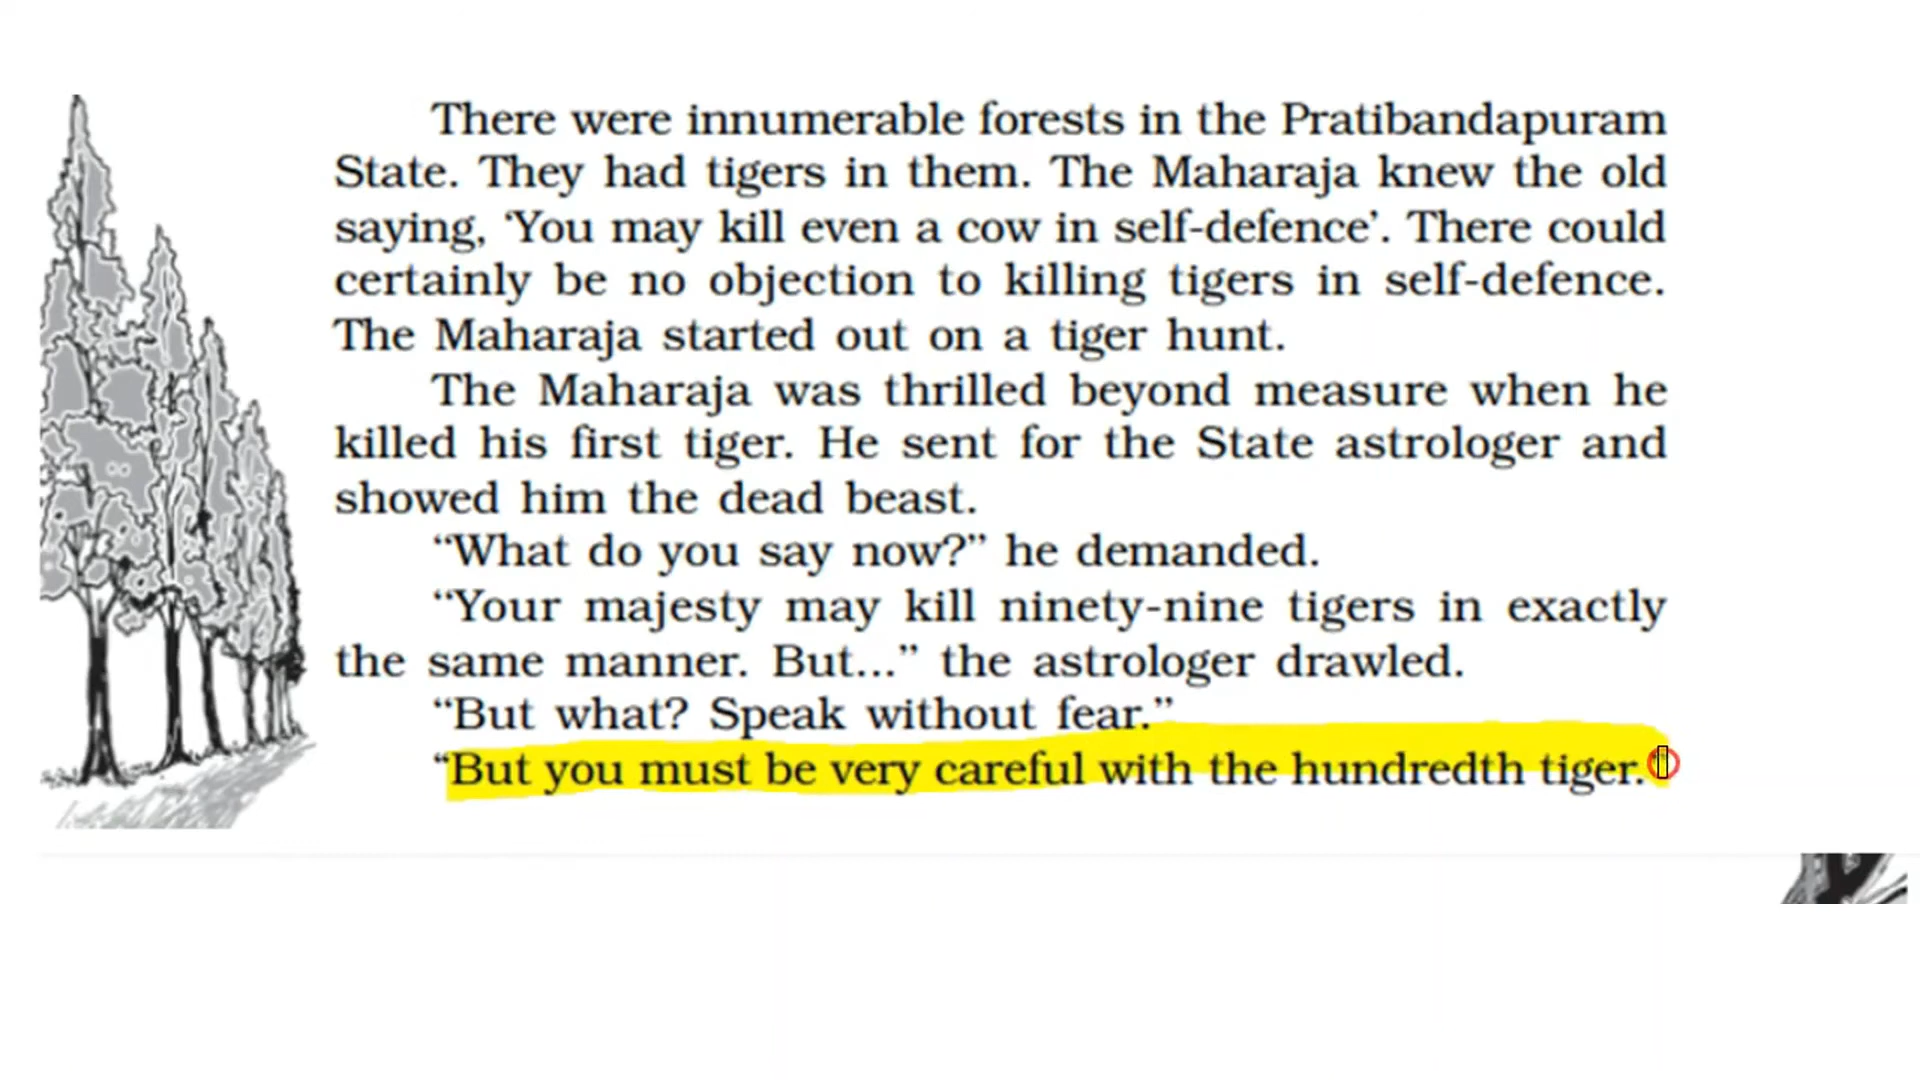 There were innumerable forests in the Pratibandapuram
State. They had tigers in them. The Maharaja knew the old
saying, ‘You may kill even a cow in self-defence’. There could
certainly be no objection to killing tigers in self-defence.
The Maharaja started out on a tiger hunt.
The Maharaja was thrilled beyond measure when he
killed his first tiger. He sent for the State astrologer and
showed him the dead beast.
“What do you say now?” he demanded.
“Your majesty may kill ninety-nine tigers in exactly
the same manner. But...” the astrologer drawled.
“But what? Speak without fear.”
“But you must be very careful with the hundredth tiger.”